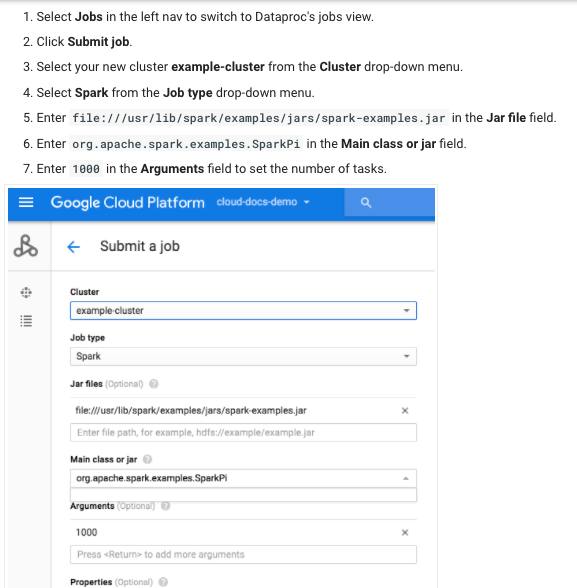 1. Select Jobs in the left nav to switch to Dataproc's jobs view.
2. Click Submit job.
3. Select your new cluster example-cluster from the Cluster drop-down menu.
4. Select Spark from the Job type drop-down menu.
5. Enter file:///usr/lib/spark/examples/jars/spark-examples.jar in the Jar file field.
6. Enter org.apache.spark.examples.SparkPi in the Main class or jar field.
7. Enter 1000 in the Arguments field to set the number of tasks.
Google Cloud Platform cloud-docs-demo
Submit a job
Cluster
example-cluster
Job type
Spark
Jar files (Optional) ?
file:///usr/lib/spark/examples/jars/spark-examples.jar ×
Enter file path, for example, hdfs://example/example.jar
Main class or jar ?
org.apache.spark.examples.SparkPi
Arguments (Optional) ?
1000 ×
Press <Return> to add more arguments
Properties (Optional) ?